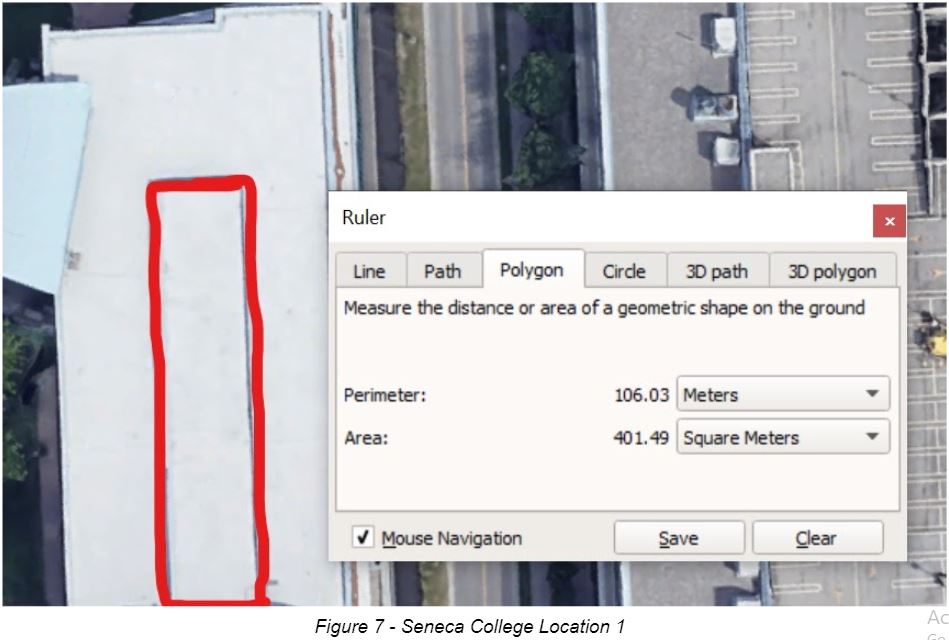 Ruler
Line Path Polygon Circle 3D path 3D polygon
Measure the distance or area of a geometric shape on the ground
Perimeter: 106.03 Meters
Area: 401.49 Square Meters
Mouse Navigation Save Clear
Figure 7 - Seneca College Location 1
Ac